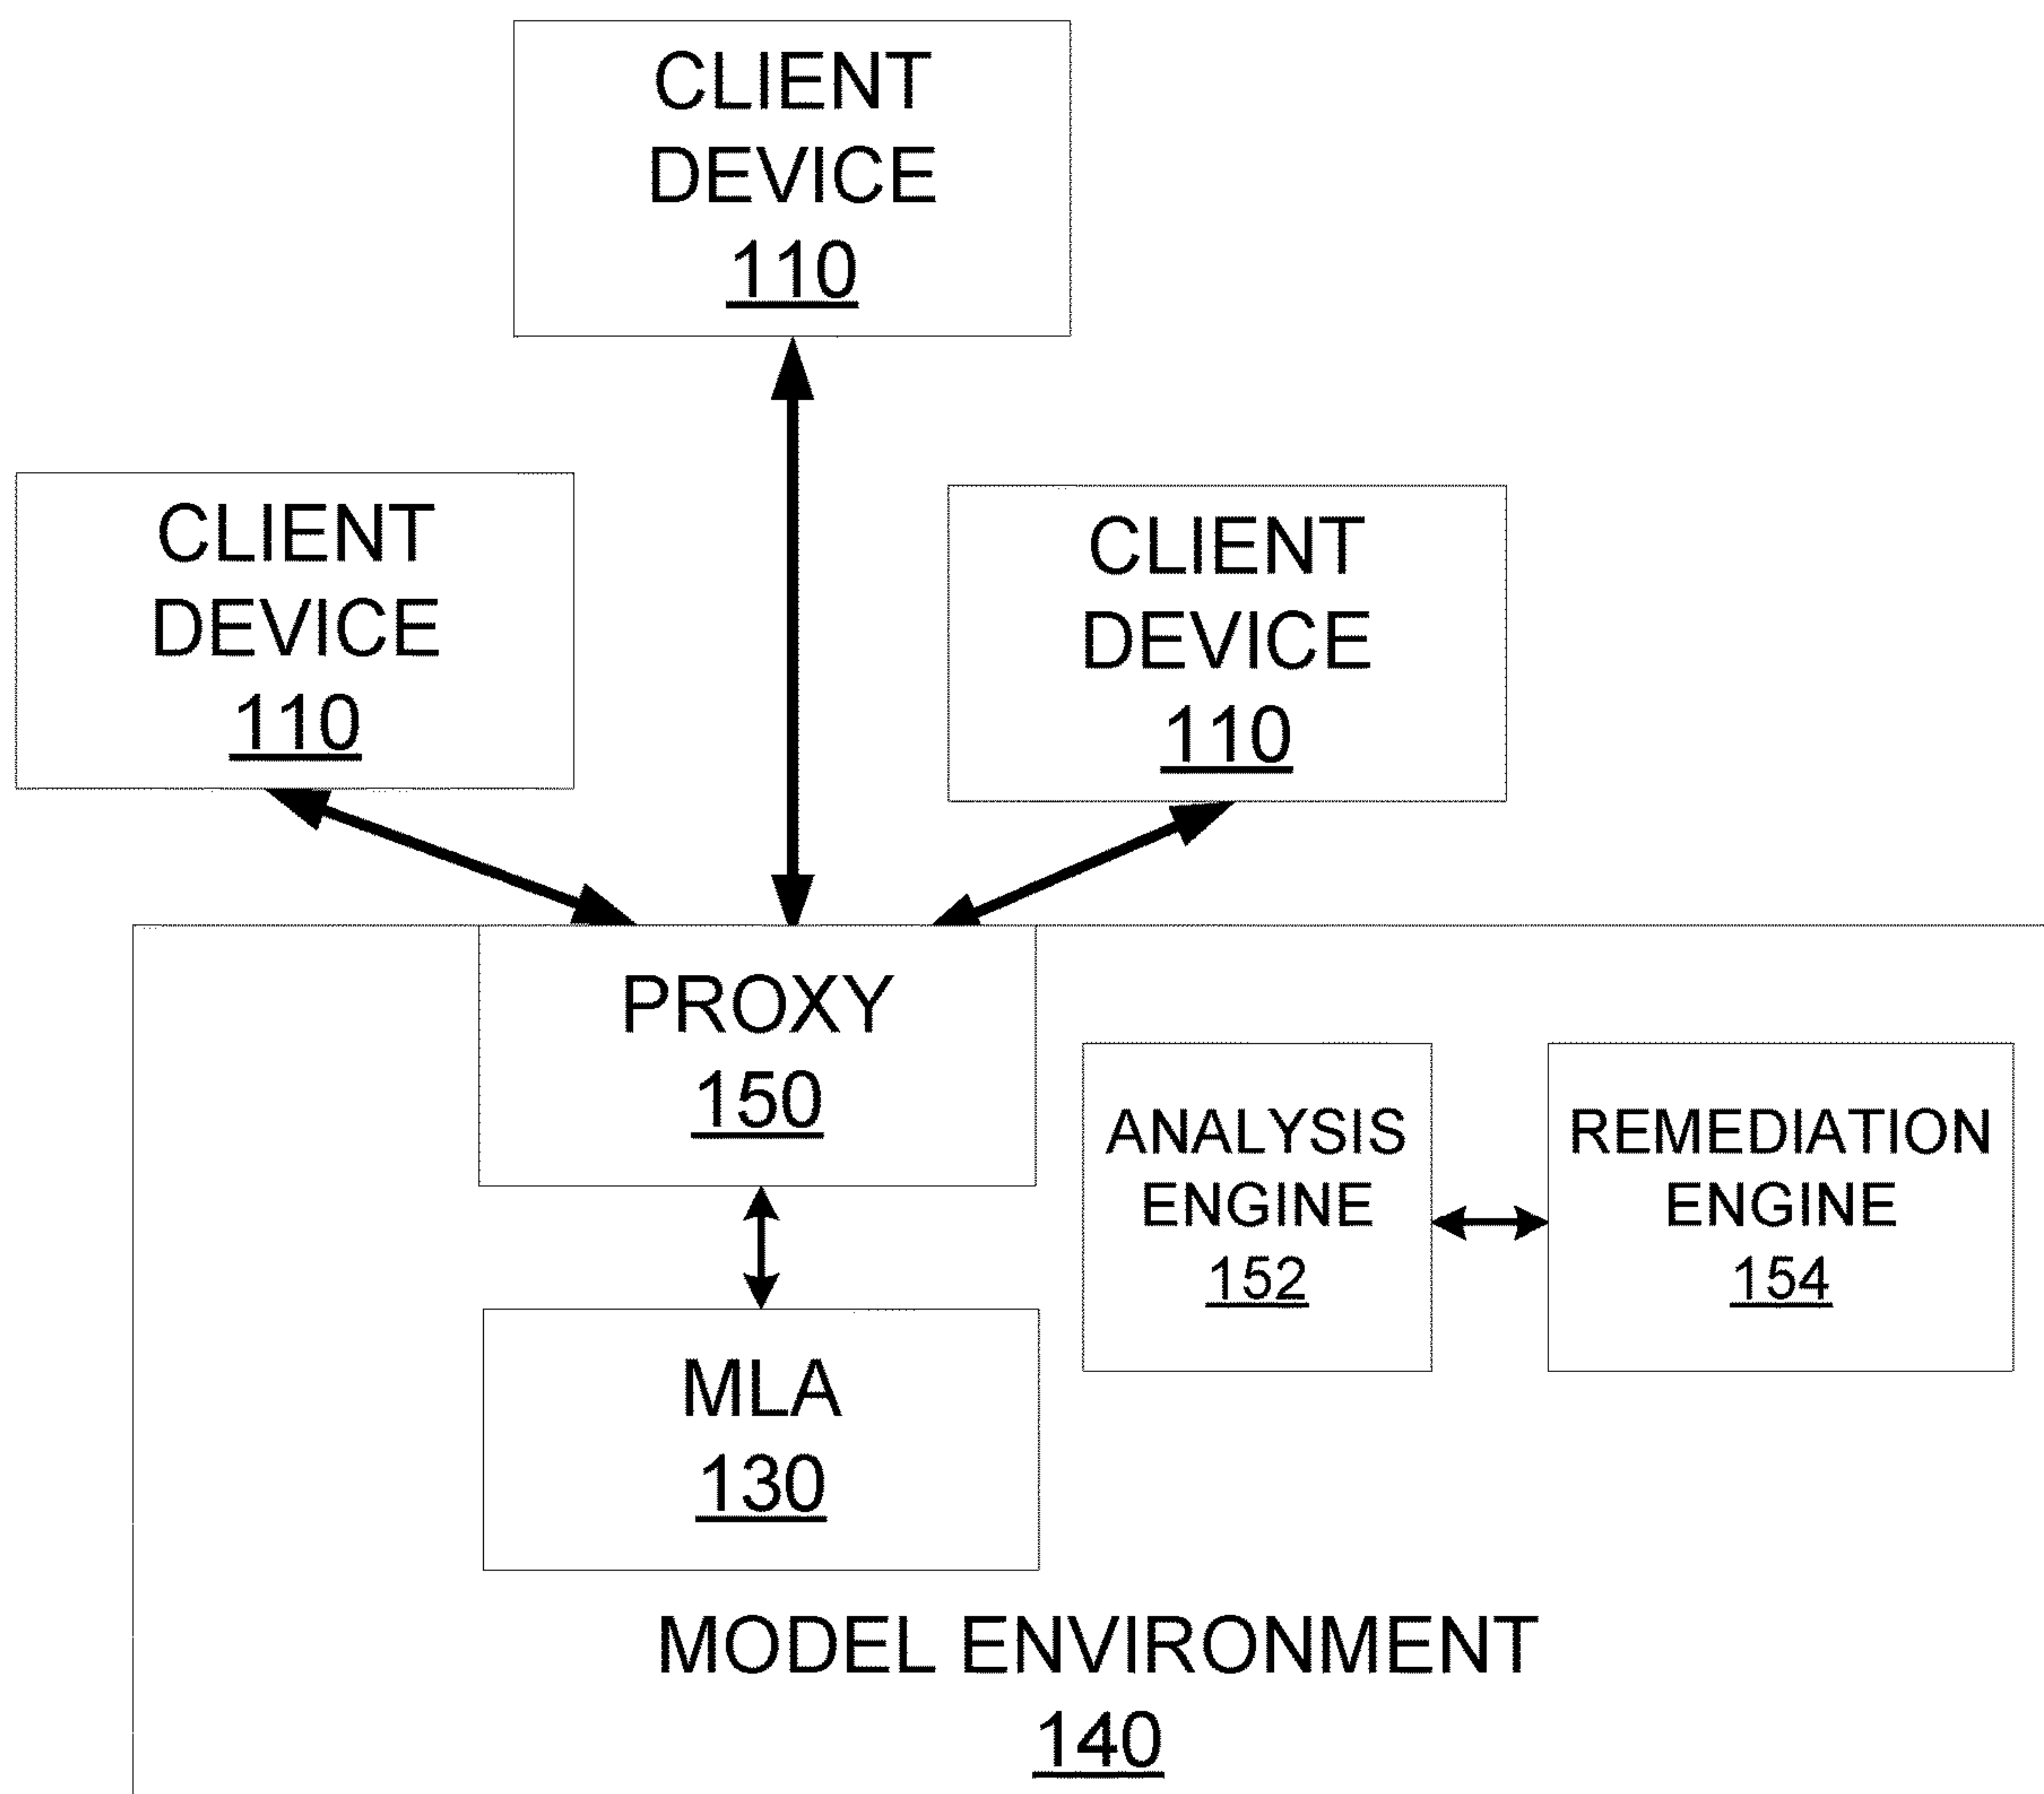 CLIENT
DEVICE
110
CLIENT
DEVICE
110
CLIENT
DEVICE
110
PROXY
150
ANALYSIS
ENGINE
152
REMEDIATION
ENGINE
154
MLA
130
MODEL ENVIRONMENT
140